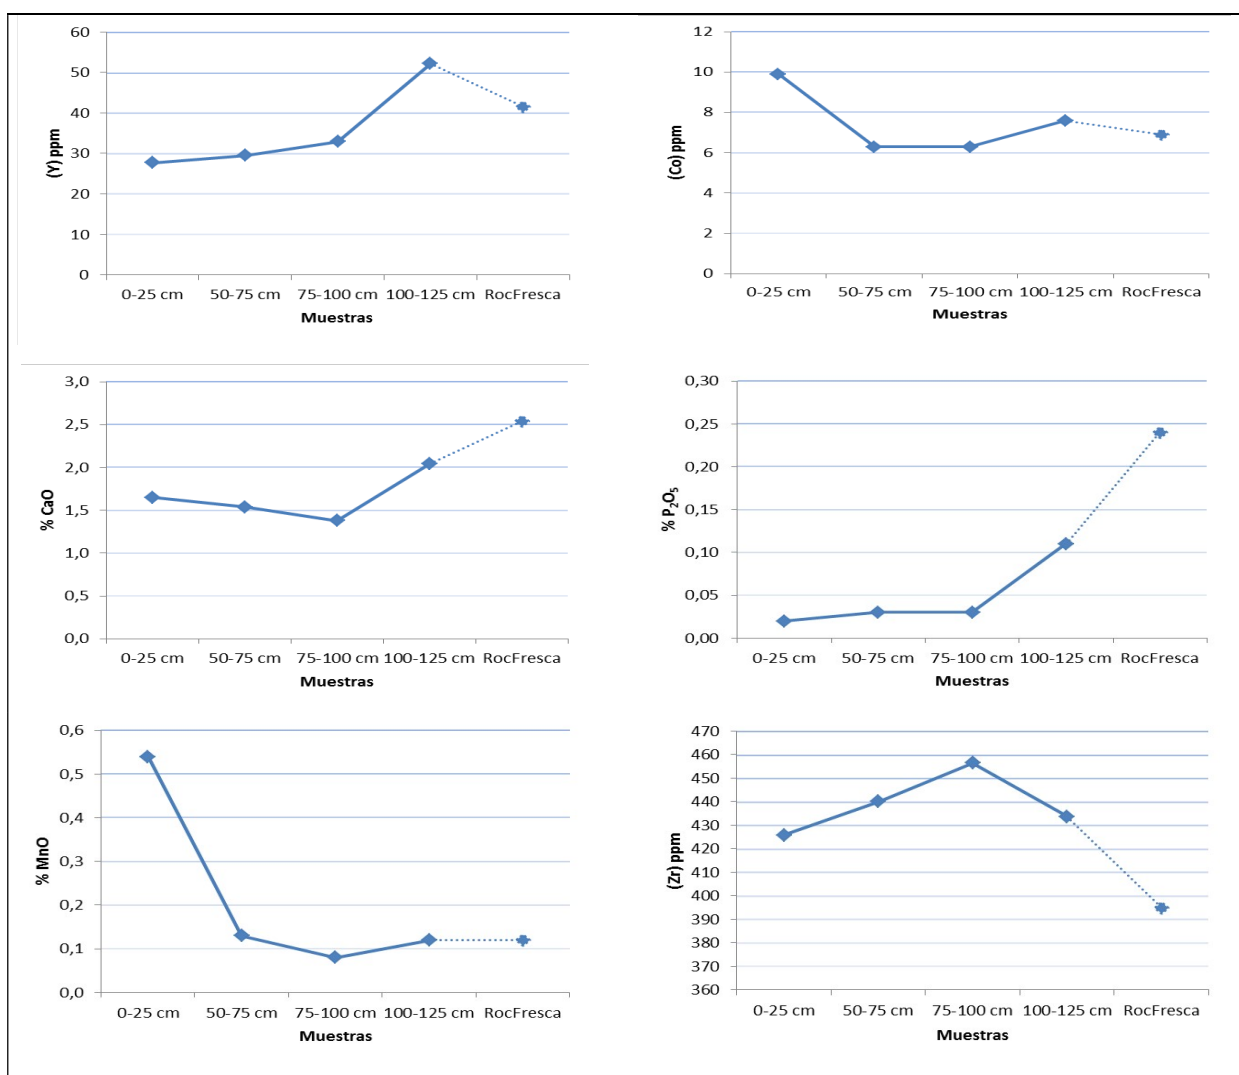 (Y) ppm
60
50
40
30
20
10
0
0-25 cm 50-75 cm 75-100 cm 100-125 cm RocFresca
Muestras
(Co) ppm
12
10
8
6
4
2
0
0-25 cm 50-75 cm 75-100 cm 100-125 cm RocFresca
Muestras
% CaO
3,0
2,5
2,0
1,5
1,0
0,5
0,0
0-25 cm 50-75 cm 75-100 cm 100-125 cm RocFresca
Muestras
% P₂O₅
0,30
0,25
0,20
0,15
0,10
0,05
0,00
0-25 cm 50-75 cm 75-100 cm 100-125 cm RocFresca
Muestras
% MnO
0,6
0,5
0,4
0,3
0,2
0,1
0,0
0-25 cm 50-75 cm 75-100 cm 100-125 cm RocFresca
Muestras
(Zr) ppm
470
460
450
440
430
420
410
400
390
380
370
360
0-25 cm 50-75 cm 75-100 cm 100-125 cm RocFresca
Muestras